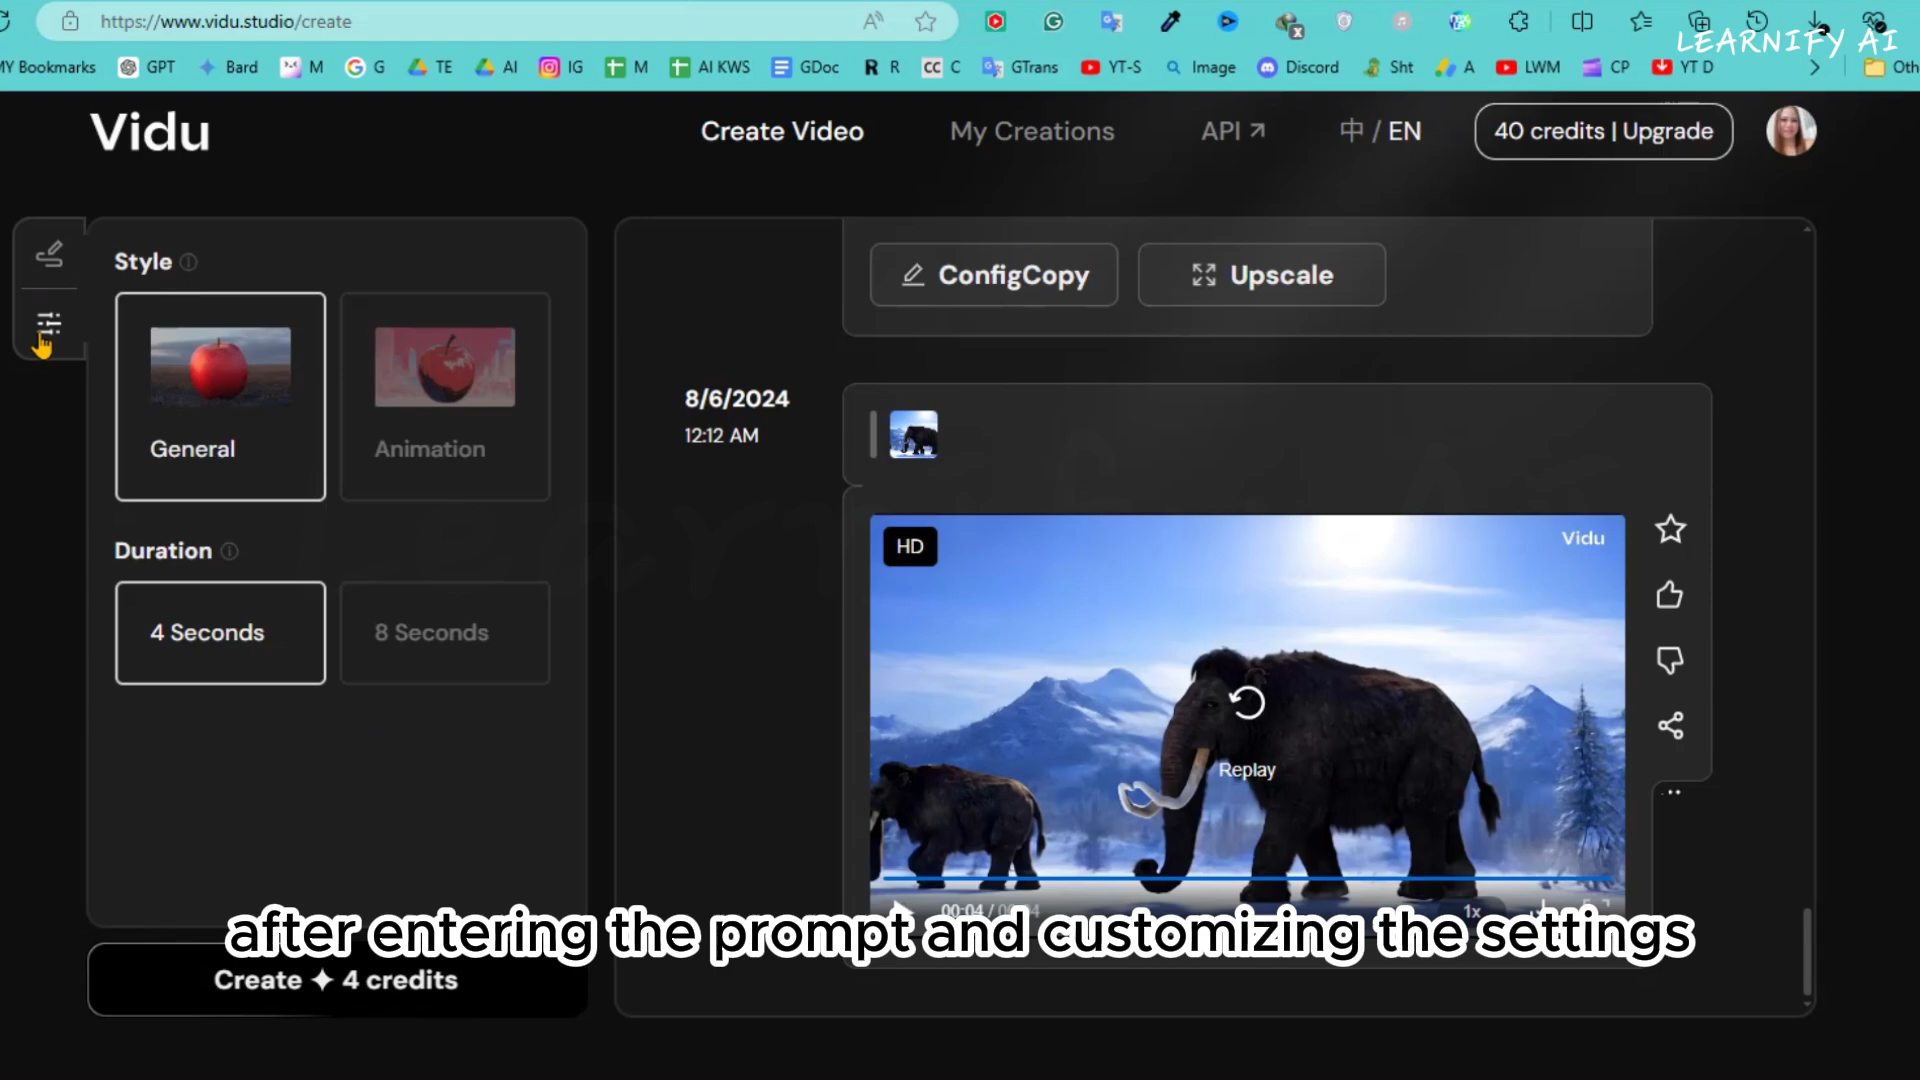 https://www.vidu.studio/create
LEARNIFY AI
MY Bookmarks GPT Bard M G TE AI IG M AI KWS GDoc R R CC C GTrans YT-S Image Discord Sht A LWM CP YT D Oth
Vidu
Create Video My Creations API 中 / EN 40 credits | Upgrade
Style
General Animation
Duration
4 Seconds 8 Seconds
Create 4 credits
ConfigCopy Upscale
8/6/2024
12:12 AM
HD
Vidu
Replay
1x
after entering the prompt and customizing the settings